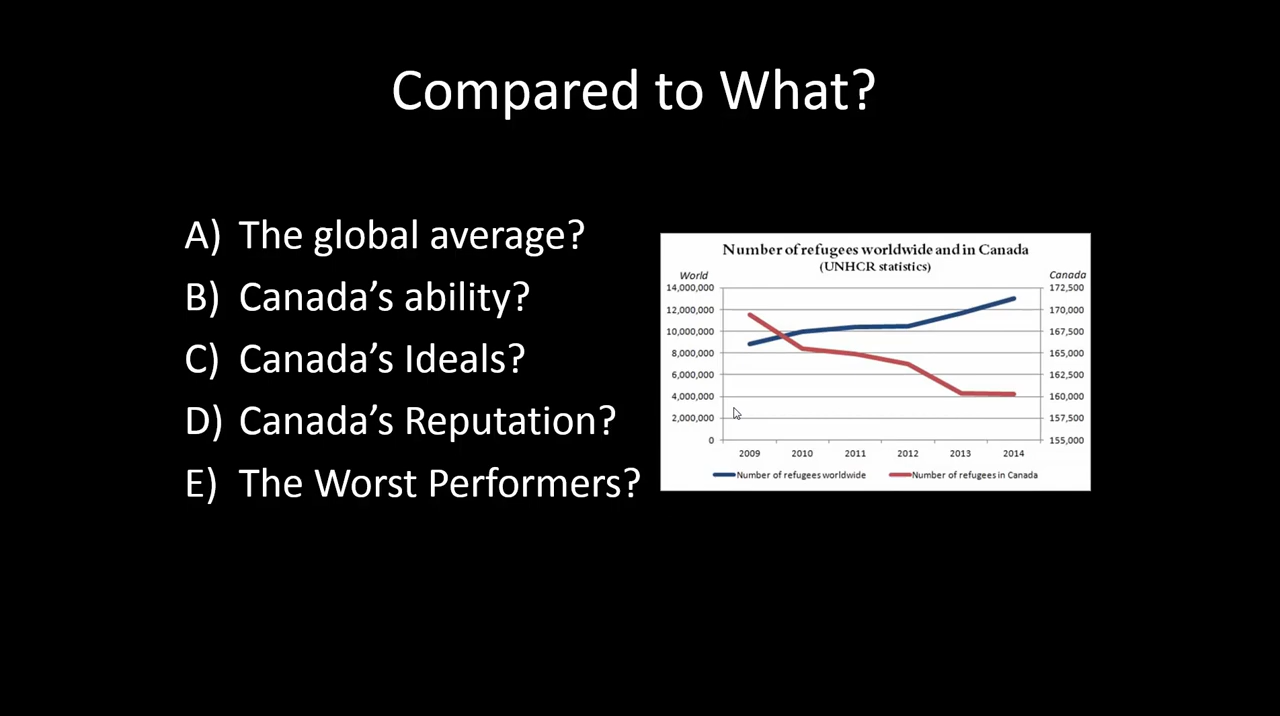 Compared to What?
A) The global average?
B) Canada's ability?
C) Canada's Ideals?
D) Canada's Reputation?
E) The Worst Performers?
Number of refugees worldwide and in Canada
(UNHCR statistics)
World
Canada
14,000,000
12,000,000
10,000,000
8,000,000
6,000,000
4,000,000
2,000,000
0
172,500
170,000
167,500
165,000
162,500
160,000
157,500
155,000
2009 2010 2011 2012 2013 2014
Number of refugees worldwide Number of refugees in Canada